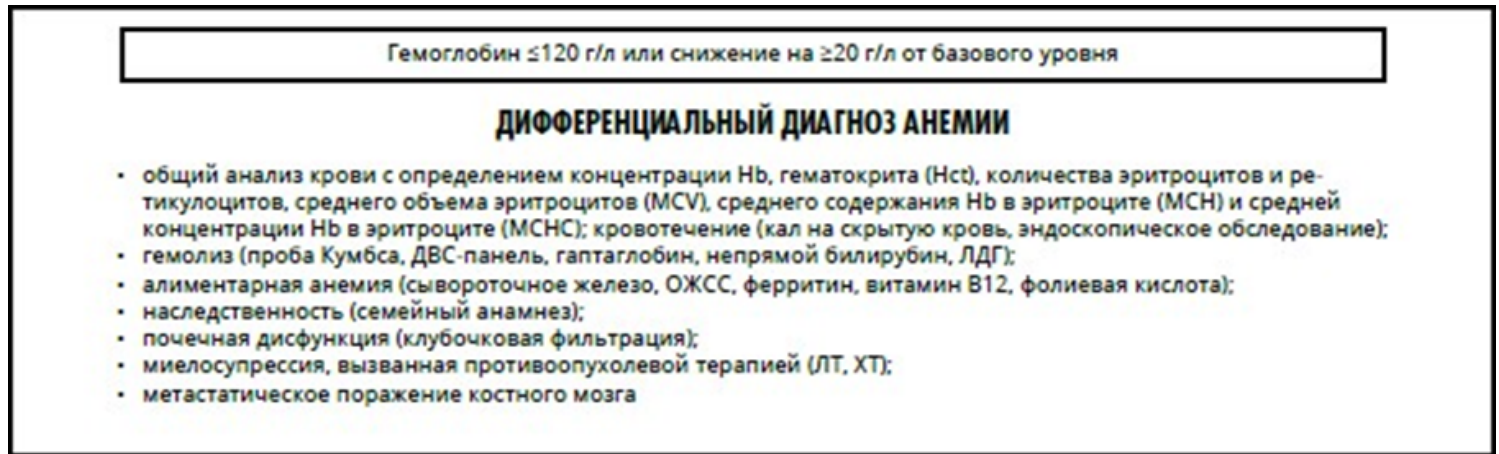 Гемоглобин ≤120 г/л или снижение на ≥20 г/л от базового уровня
ДИФФЕРЕНЦИАЛЬНЫЙ ДИАГНОЗ АНЕМИИ
• общий анализ крови с определением концентрации Hb, гематокрита (Hct), количества эритроцитов и ре-
тикулоцитов, среднего объема эритроцитов (MCV), среднего содержания Hb в эритроците (MCH) и средней
концентрации Hb в эритроците (MCHC); кровотечение (кал на скрытую кровь, эндоскопическое обследование);
• гемолиз (проба Кумбса, ДВС-панель, гаптаглобин, непрямой билирубин, ЛДГ);
• алиментарная анемия (сывороточное железо, ОЖСС, ферритин, витамин B12, фолиевая кислота);
• наследственность (семейный анамнез);
• почечная дисфункция (клубочковая фильтрация);
• миелосупрессия, вызванная противоопухолевой терапией (ЛТ, ХТ);
• метастатическое поражение костного мозга